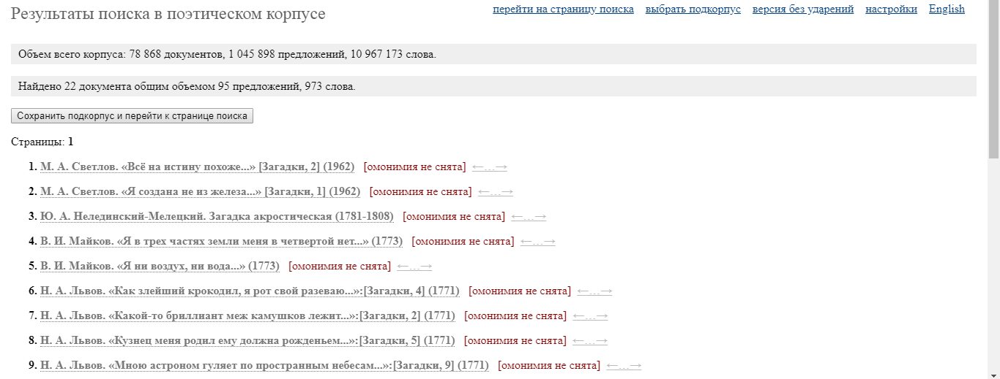 Результаты поиска в поэтическом корпусе
перейти на страницу поиска выбрать подкорпус версия без ударений настройки English
Объем всего корпуса: 78 868 документов, 1 045 898 предложений, 10 967 173 слова.
Найдено 22 документа общим объемом 95 предложений, 973 слова.
Сохранить подкорпус и перейти к странице поиска
Страницы: 1
1. М. А. Светлов. «Всё на истину похоже...» [Загадки, 2] (1962) [омонимия не снята] ←…→
2. М. А. Светлов. «Я создана не из железа...» [Загадки, 1] (1962) [омонимия не снята] ←…→
3. Ю. А. Нелединский-Мелецкий. Загадка акростическая (1781-1808) [омонимия не снята] ←…→
4. В. И. Майков. «Я в трех частях земли меня в четвертой нет...» (1773) [омонимия не снята] ←…→
5. В. И. Майков. «Я ни воздух, ни вода...» (1773) [омонимия не снята] ←…→
6. Н. А. Львов. «Как злейший крокодил, я рот свой разеваю...»:[Загадки, 4] (1771) [омонимия не снята] ←…→
7. Н. А. Львов. «Какой-то бриллиант меж камушков лежит...»:[Загадки, 2] (1771) [омонимия не снята] ←…→
8. Н. А. Львов. «Кузнец меня родил ему должна рожденьем...»:[Загадки, 5] (1771) [омонимия не снята] ←…→
9. Н. А. Львов. «Мною астроном гуляет по пространным небесам...»:[Загадки, 9] (1771) [омонимия не снята] ←…→